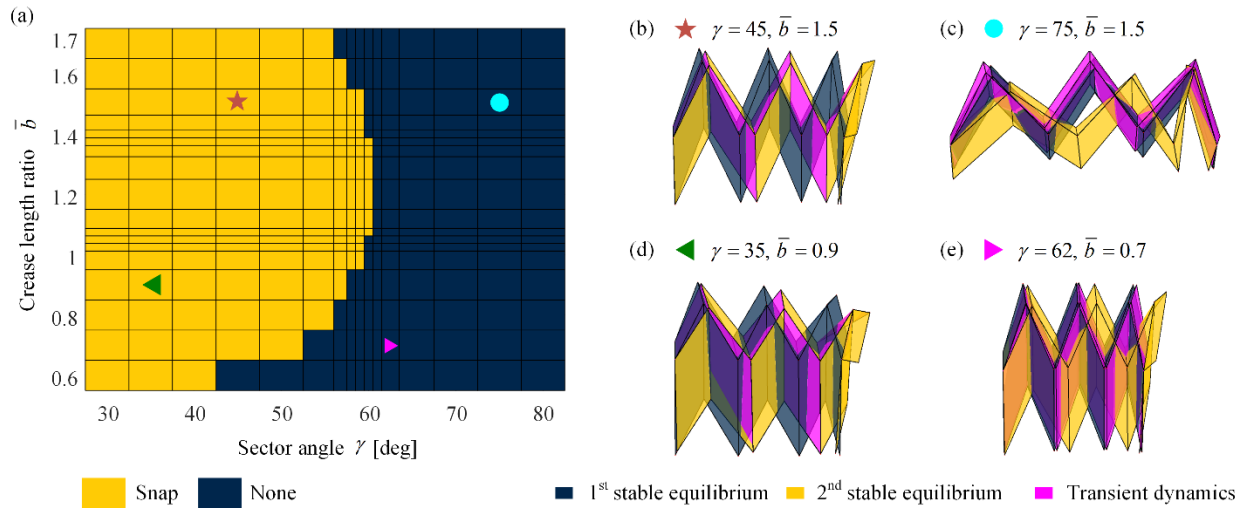 (a)
1.7
1.6
1.4
1.2
1
0.8
0.6
Crease length ratio b̅
30 40 50 60 70 80
Sector angle γ [deg]
Snap None
(b) γ = 45, b̅ = 1.5
(c) γ = 75, b̅ = 1.5
(d) γ = 35, b̅ = 0.9
(e) γ = 62, b̅ = 0.7
1st stable equilibrium 2nd stable equilibrium Transient dynamics